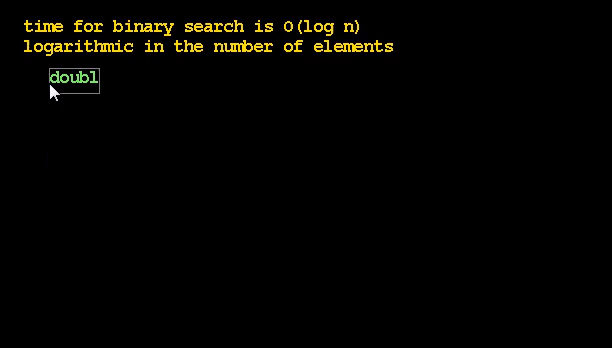 time for binary search is O(log n)
logarithmic in the number of elements
doubl